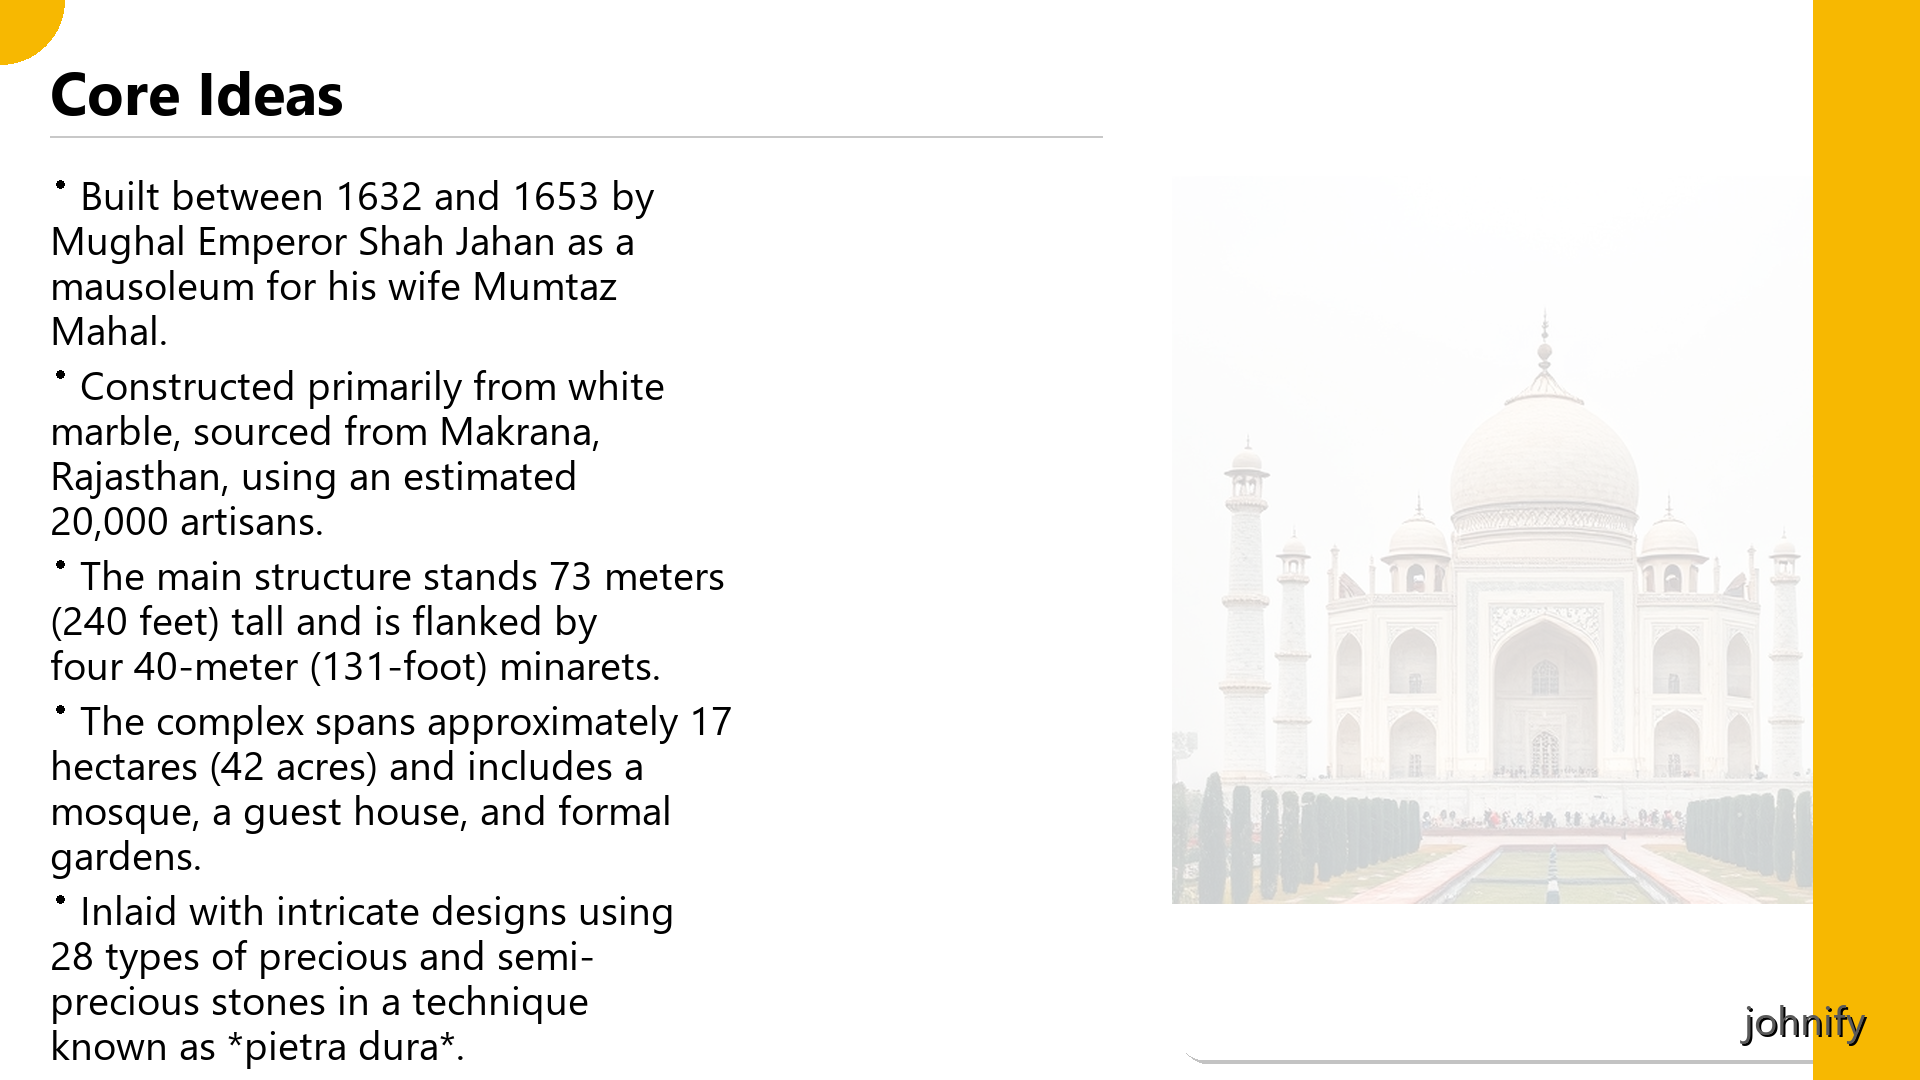 Core Ideas
• Built between 1632 and 1653 by
Mughal Emperor Shah Jahan as a
mausoleum for his wife Mumtaz
Mahal.
• Constructed primarily from white
marble, sourced from Makrana,
Rajasthan, using an estimated
20,000 artisans.
• The main structure stands 73 meters
(240 feet) tall and is flanked by
four 40-meter (131-foot) minarets.
• The complex spans approximately 17
hectares (42 acres) and includes a
mosque, a guest house, and formal
gardens.
• Inlaid with intricate designs using
28 types of precious and semi-
precious stones in a technique
known as *pietra dura*.
johnify